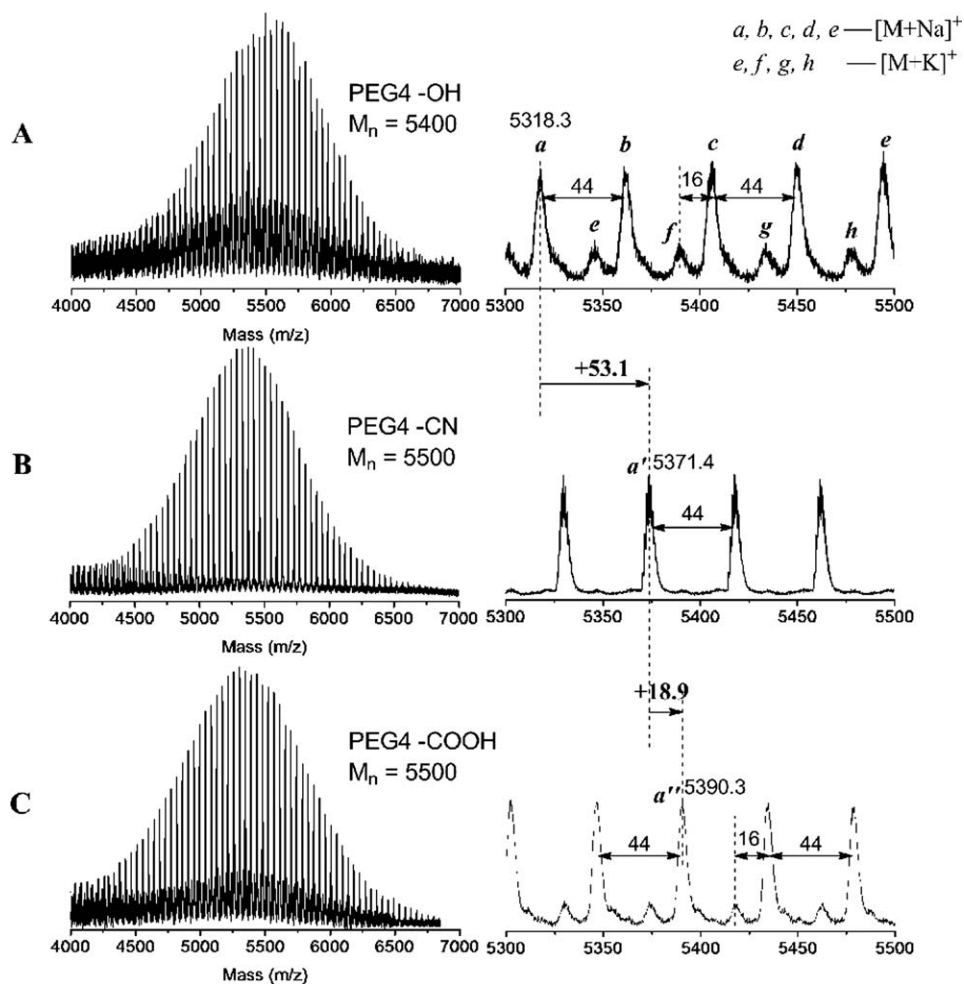 a, b, c, d, e — [M+Na]+
e, f, g, h — [M+K]+
A
PEG4 -OH
Mn = 5400
4000 4500 5000 5500 6000 6500 7000
Mass (m/z)
5318.3
a b c d e
44 16 44
e f g h
5300 5350 5400 5450 5500
+53.1
B
PEG4 -CN
Mn = 5500
4000 4500 5000 5500 6000 6500 7000
Mass (m/z)
a' 5371.4
44
5300 5350 5400 5450 5500
+18.9
C
PEG4 -COOH
Mn = 5500
4000 4500 5000 5500 6000 6500 7000
Mass (m/z)
a'' 5390.3
44 16 44
5300 5350 5400 5450 5500